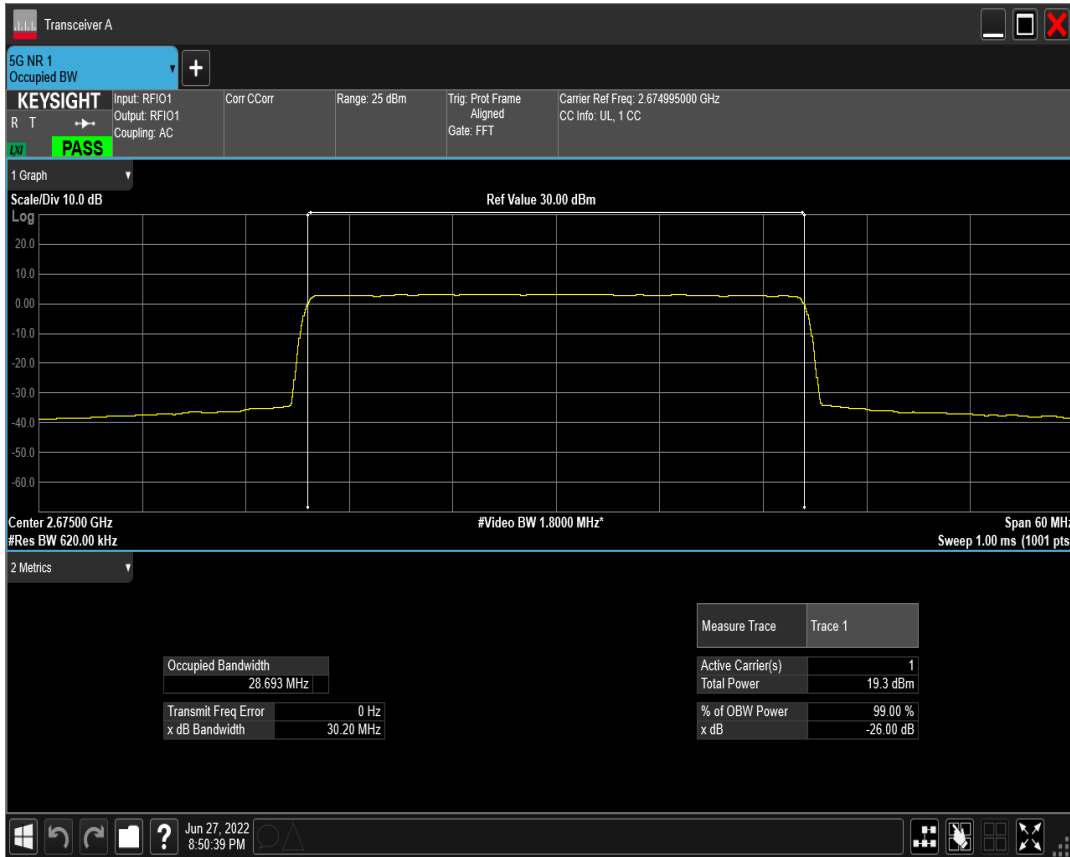 Transceiver A
5G NR 1
Occupied BW
+
KEYSIGHT
R T
LXI
PASS
Input: RFIO1
Output: RFIO1
Coupling: AC
Corr CCorr
Range: 25 dBm
Trig: Prot Frame
Aligned
Gate: FFT
Carrier Ref Freq: 2.674995000 GHz
CC Info: UL, 1 CC
1 Graph
Scale/Div 10.0 dB
Ref Value 30.00 dBm
Log
20.0
10.0
0.00
-10.0
-20.0
-30.0
-40.0
-50.0
-60.0
Center 2.67500 GHz
#Video BW 1.8000 MHz*
Span 60 MHz
#Res BW 620.00 kHz
Sweep 1.00 ms (1001 pts
2 Metrics
Measure Trace Trace 1
Occupied Bandwidth
28.693 MHz
Active Carrier(s) 1
Total Power 19.3 dBm
Transmit Freq Error 0 Hz
x dB Bandwidth 30.20 MHz
% of OBW Power 99.00 %
x dB -26.00 dB
?
Jun 27, 2022
8:50:39 PM